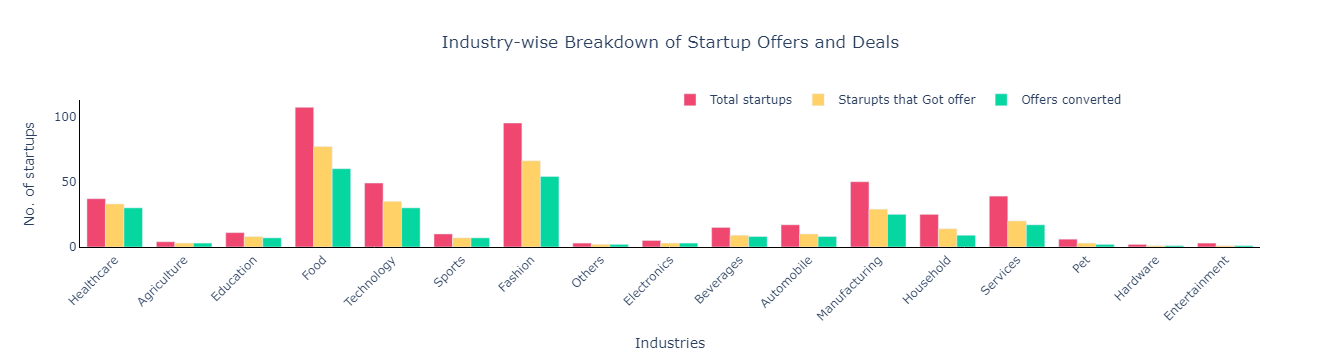 Industry-wise Breakdown of Startup Offers and Deals
Total startups
Starupts that Got offer
Offers converted
No. of startups
100
50
0
Healthcare
Agriculture
Education
Food
Technology
Sports
Fashion
Others
Electronics
Beverages
Automobile
Manufacturing
Household
Services
Pet
Hardware
Entertainment
Industries